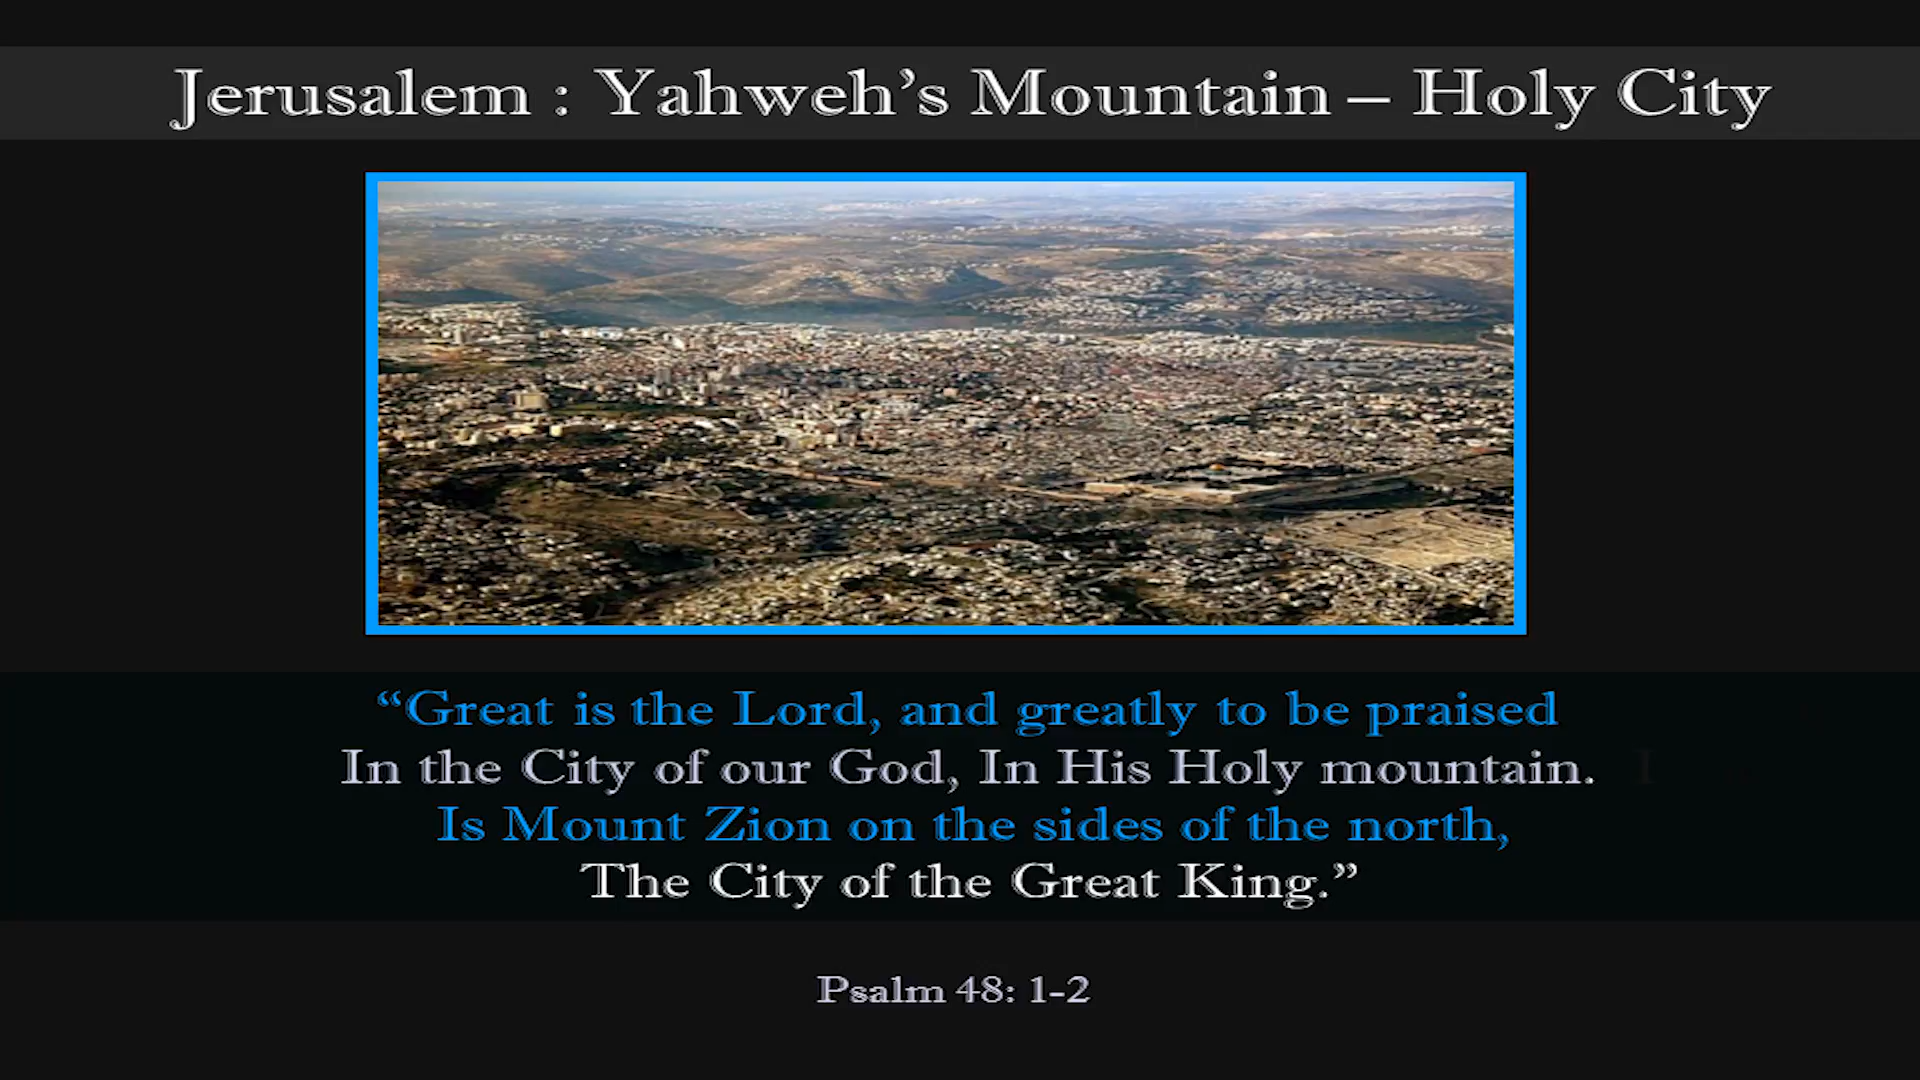 Jerusalem : Yahweh’s Mountain – Holy City
“Great is the Lord, and greatly to be praised
In the City of our God, In His Holy mountain.
Is Mount Zion on the sides of the north,
The City of the Great King.”
Psalm 48: 1-2